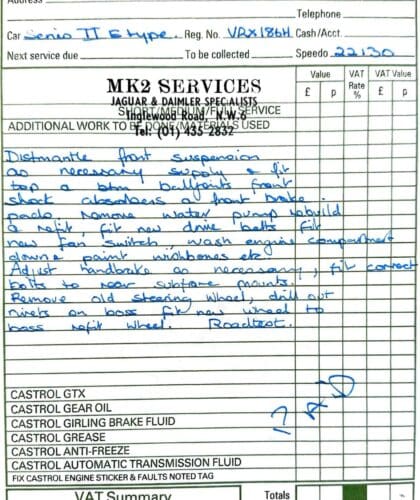 Address
Telephone
Car Series II E type. Reg. No. VRX186H Cash/Acct.
Next service due To be collected Speedo 22130
Value VAT Rate % VAT Value
£ p £ p
MK2 SERVICES
JAGUAR & DAIMLER SPECIALISTS
SHORT/MEDIUM/FULL SERVICE
Inglewood Road, N.W.6
ADDITIONAL WORK TO BE DONE/MATERIALS USED
Tel: (01) 435 2832
Dismantle front suspension
as necessary supply & fit
top & btm balljoints front
shock absorbers & front brake
pads, remove water pump rebuild
& refit, fit new drive belts fit
new fan switch, wash engine compartment
down & paint wishbones etc.
Adjust handbrake as necessary, fit correct
bolts to rear subframe mounts.
Remove old steering wheel, drill out
rivets on boss fit new wheel to
boss refit wheel. Roadtest.
PAID
CASTROL GTX
CASTROL GEAR OIL
CASTROL GIRLING BRAKE FLUID
CASTROL GREASE
CASTROL ANTI-FREEZE
CASTROL AUTOMATIC TRANSMISSION FLUID
FIX CASTROL ENGINE STICKER & FAULTS NOTED TAG
VAT Summary Totals